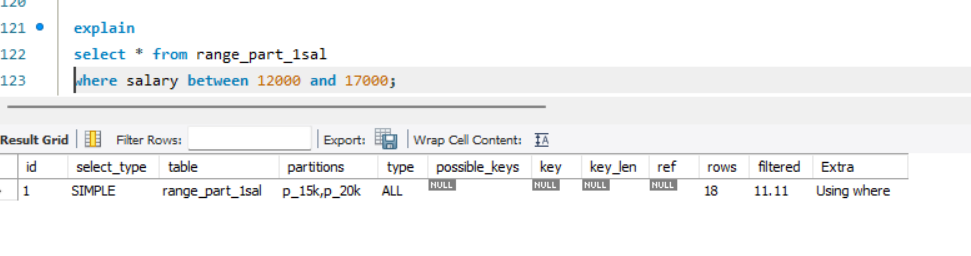 120
121 explain
122 select * from range_part_1sal
123 where salary between 12000 and 17000;
Result Grid Filter Rows: Export: Wrap Cell Content: IA
id select_type table partitions type possible_keys key key_len ref rows filtered Extra
1 SIMPLE range_part_1sal p_15k,p_20k ALL NULL NULL NULL NULL 18 11.11 Using where